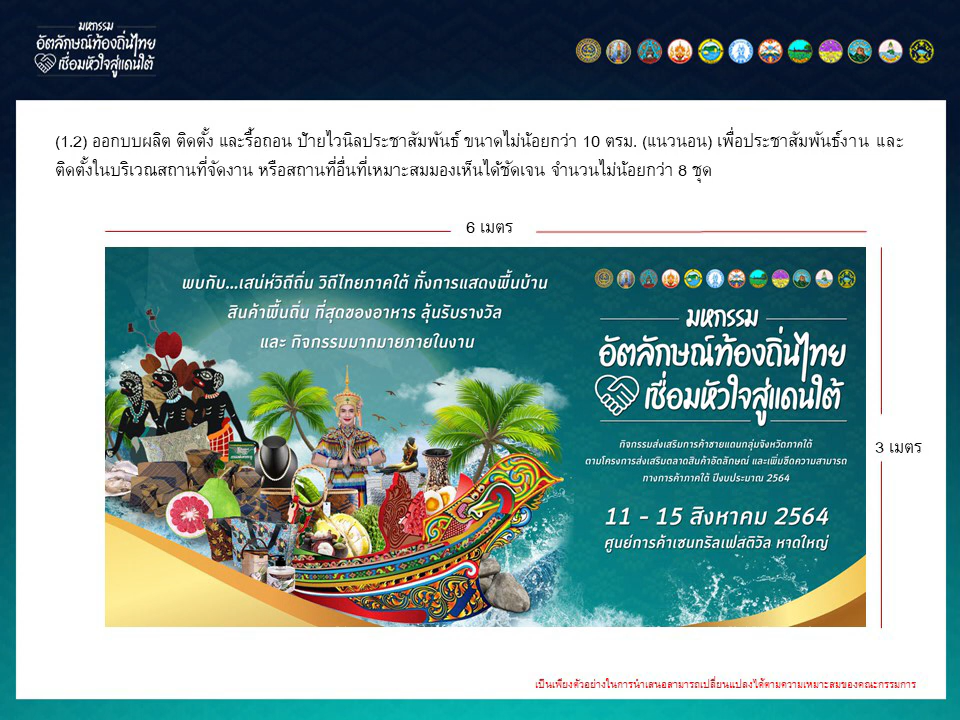 มหกรรม
อัตลักษณ์ท้องถิ่นไทย
เชื่อมหัวใจสู่แดนใต้
(1.2) ออกบบผลิต ติดตั้ง และรื้อถอน ป้ายไวนิลประชาสัมพันธ์ ขนาดไม่น้อยกว่า 10 ตรม. (แนวนอน) เพื่อประชาสัมพันธ์งาน และ
ติดตั้งในบริเวณสถานที่จัดงาน หรือสถานที่อื่นที่เหมาะสมมองเห็นได้ชัดเจน จำนวนไม่น้อยกว่า 8 ชุด
6 เมตร
พบกับ...เสน่ห์วิถีถิ่น วิถีไทยภาคใต้ ทั้งการแสดงพื้นบ้าน
สินค้าพื้นถิ่น ที่สุดของอาหาร ลุ้นรับรางวัล
และ กิจกรรมมากมายภายในงาน
มหกรรม
อัตลักษณ์ท้องถิ่นไทย
เชื่อมหัวใจสู่แดนใต้
กิจกรรมส่งเสริมการค้าชายแดนกลุ่มจังหวัดภาคใต้
ตามโครงการส่งเสริมตลาดสินค้าอัตลักษณ์ และเพิ่มขีดความสามารถ
ทางการค้าภาคใต้ ปีงบประมาณ 2564
11 - 15 สิงหาคม 2564
ศูนย์การค้าเซนทรัลเฟสติวัล หาดใหญ่
3 เมตร
เป็นเพียงตัวอย่างในการนำเสนอสามารถเปลี่ยนแปลงได้ตามความเหมาะสมของคณะกรรมการ